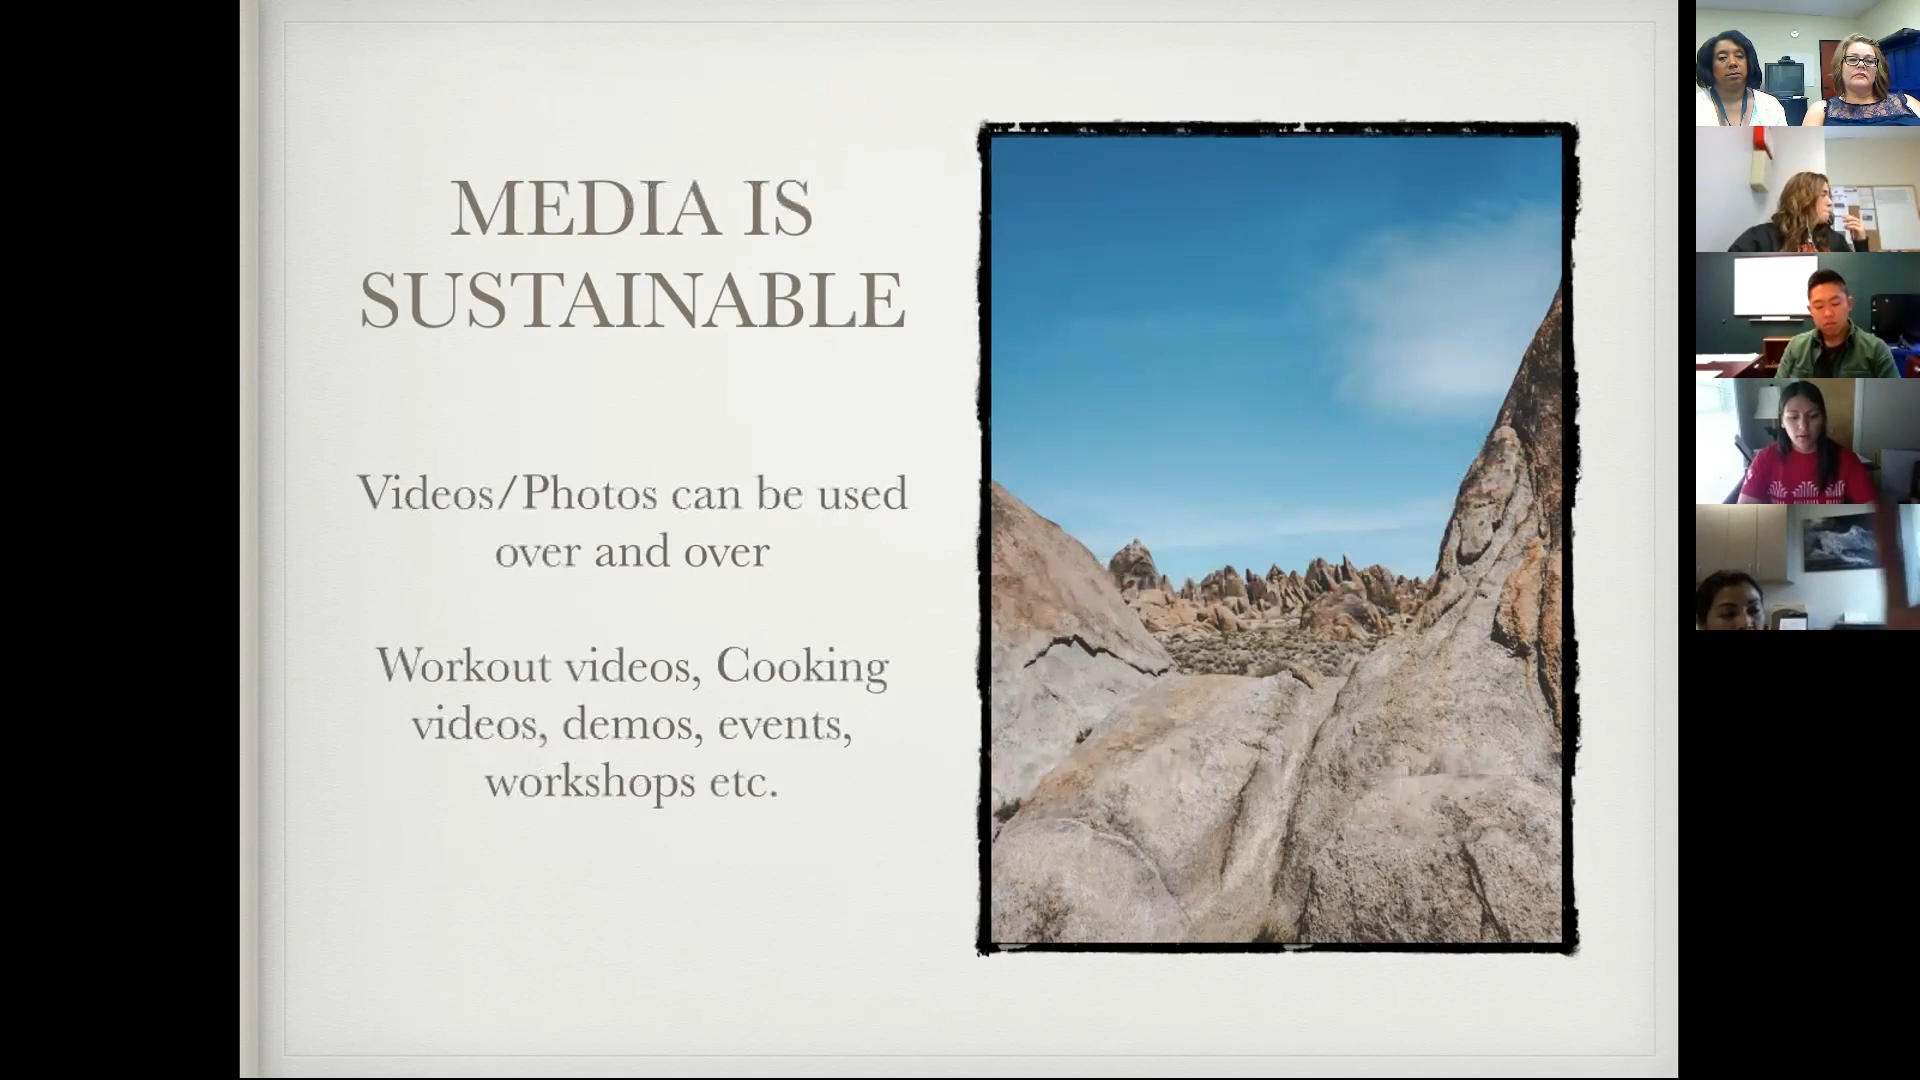 MEDIA IS
SUSTAINABLE
Videos/Photos can be used
over and over
Workout videos, Cooking
videos, demos, events,
workshops etc.